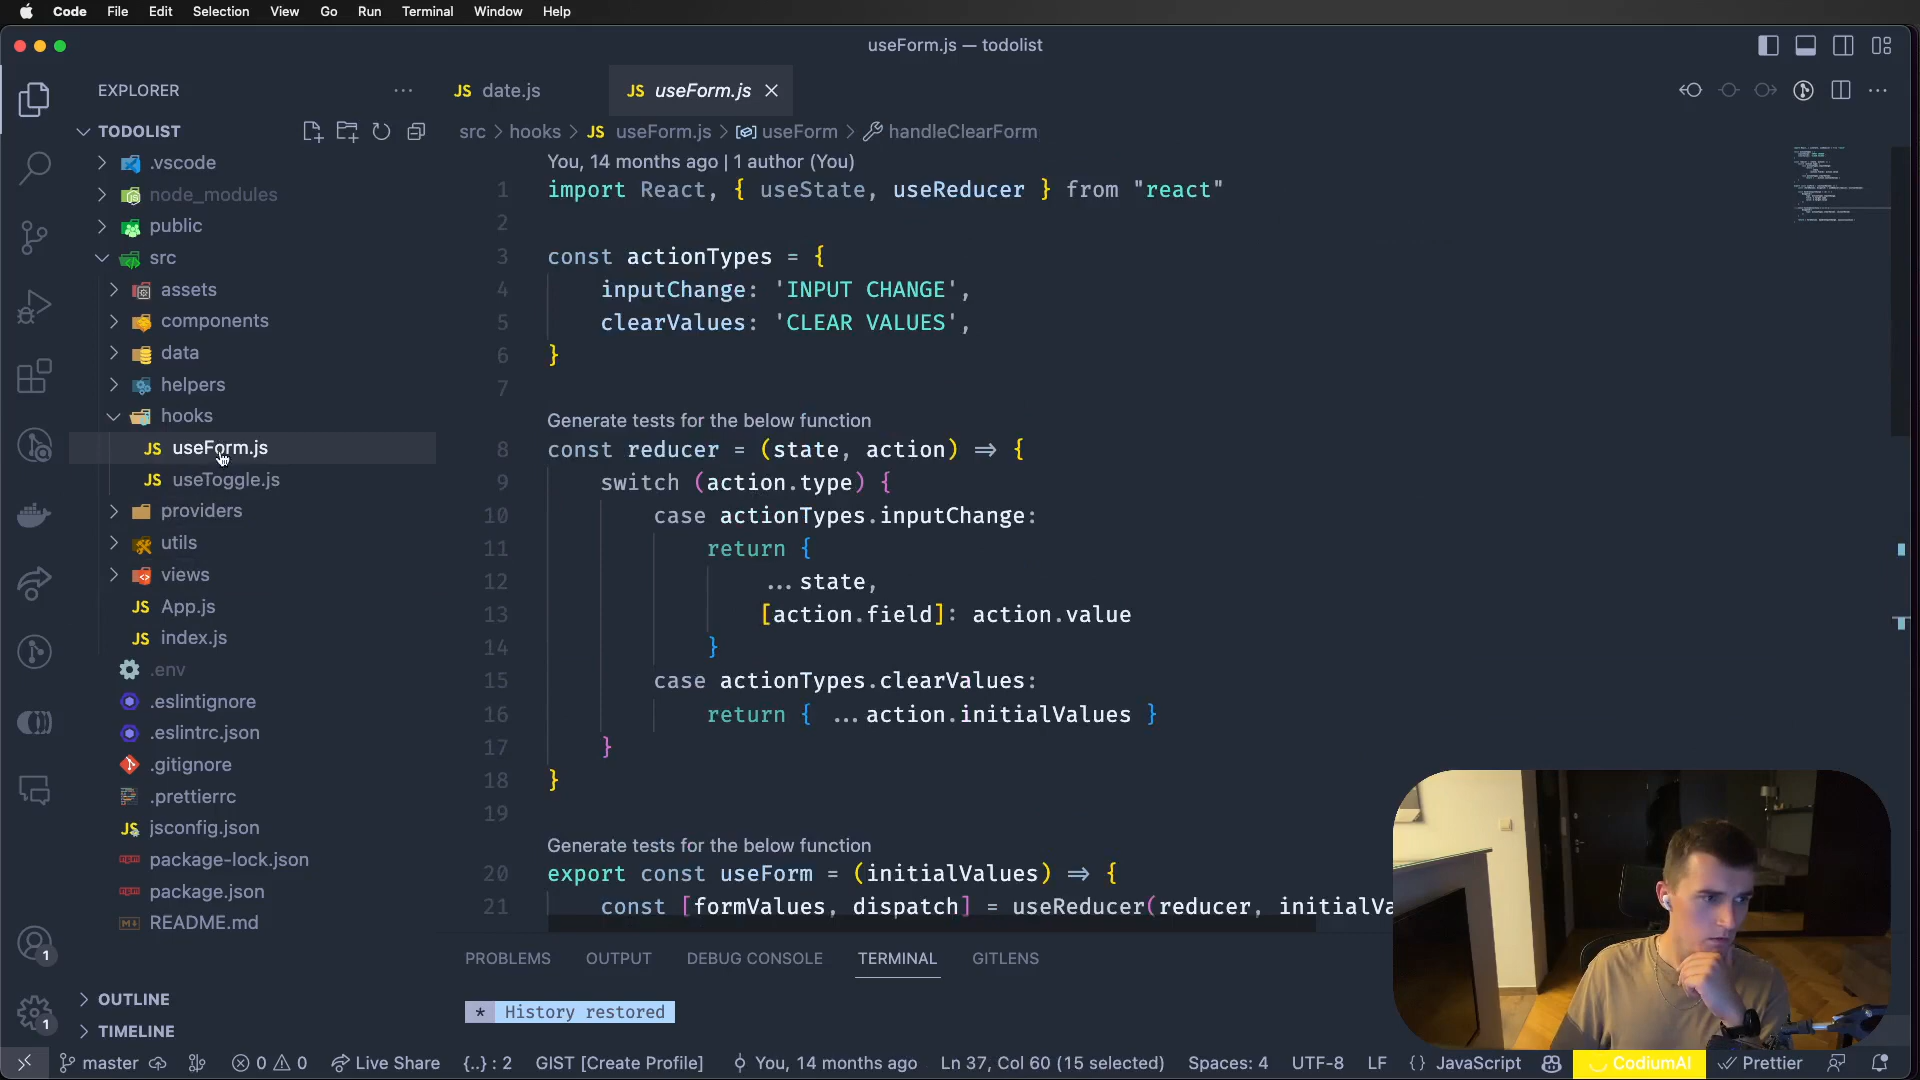 Code File Edit Selection View Go Run Terminal Window Help
useForm.js — todolist
EXPLORER
TODOLIST
.vscode
node_modules
public
src
assets
components
data
helpers
hooks
JS useForm.js
JS useToggle.js
providers
utils
views
JS App.js
JS index.js
.env
.eslintignore
.eslintrc.json
.gitignore
.prettierrc
JS jsconfig.json
package-lock.json
package.json
README.md
OUTLINE
TIMELINE
1
1
JS date.js
JS useForm.js
src > hooks > JS useForm.js > useForm > handleClearForm
You, 14 months ago | 1 author (You)
1 import React, { useState, useReducer } from "react"
2
3 const actionTypes = {
4 inputChange: 'INPUT CHANGE',
5 clearValues: 'CLEAR VALUES',
6 }
7
Generate tests for the below function
8 const reducer = (state, action) => {
9 switch (action.type) {
10 case actionTypes.inputChange:
11 return {
12 ...state,
13 [action.field]: action.value
14 }
15 case actionTypes.clearValues:
16 return { ...action.initialValues }
17 }
18 }
19
Generate tests for the below function
20 export const useForm = (initialValues) => {
21 const [formValues, dispatch] = useReducer(reducer, initialVa
PROBLEMS OUTPUT DEBUG CONSOLE TERMINAL GITLENS
* History restored
master 0 0 Live Share {..} : 2 GIST [Create Profile] You, 14 months ago Ln 37, Col 60 (15 selected) Spaces: 4 UTF-8 LF {} JavaScript CodiumAI Prettier